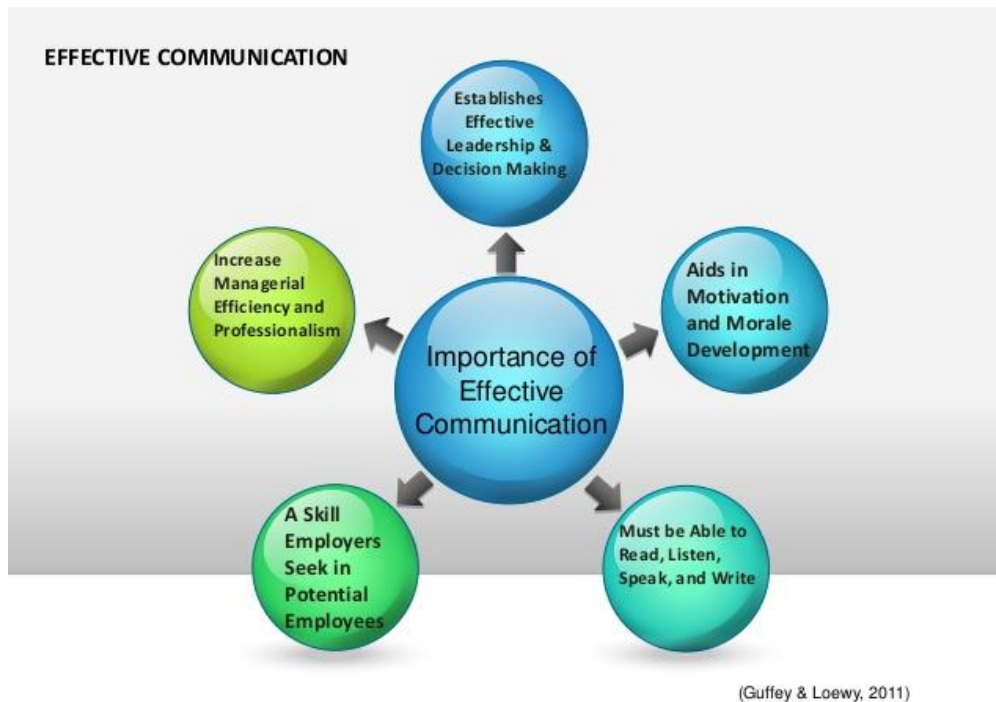 EFFECTIVE COMMUNICATION
Establishes
Effective
Leadership &
Decision Making
Increase
Managerial
Efficiency and
Professionalism
Aids in
Motivation
and Morale
Development
Importance of
Effective
Communication
A Skill
Employers
Seek in
Potential
Employees
Must be Able to
Read, Listen,
Speak, and Write
(Guffey & Loewy, 2011)